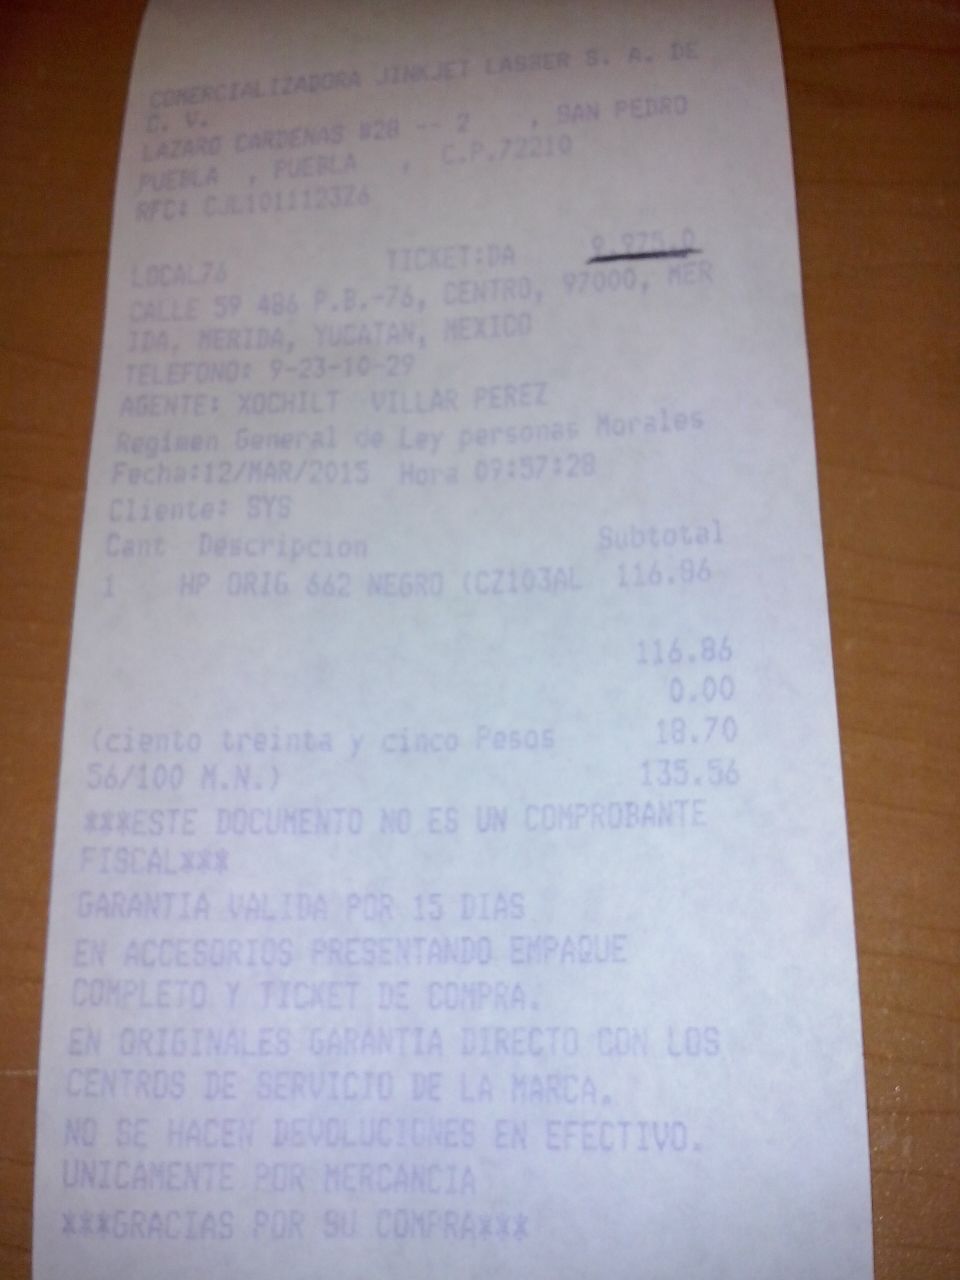 COMERCIALIZADORA JINKJET LASSER S. A. DE
C. V.
LAZARO CARDENAS #28 -- 2 , SAN PEDRO
PUEBLA , PUEBLA , C.P.72210
RFC: CJL1011123Z6
LOCAL76 TICKET:DA 9,975.0
CALLE 59 486 P.B.-76, CENTRO, 97000, MER
IDA, MERIDA, YUCATAN, MEXICO
TELEFONO: 9-23-10-29
AGENTE: XOCHILT VILLAR PEREZ
Regimen General de Ley personas Morales
Fecha:12/MAR/2015 Hora 09:57:28
Cliente: SYS
Cant Descripcion Subtotal
1 HP ORIG 662 NEGRO (CZ103AL 116.86
116.86
0.00
(ciento treinta y cinco Pesos 18.70
56/100 M.N.) 135.56
***ESTE DOCUMENTO NO ES UN COMPROBANTE
FISCAL***
GARANTIA VALIDA POR 15 DIAS
EN ACCESORIOS PRESENTANDO EMPAQUE
COMPLETO Y TICKET DE COMPRA.
EN ORIGINALES GARANTIA DIRECTO CON LOS
CENTROS DE SERVICIO DE LA MARCA.
NO SE HACEN DEVOLUCIONES EN EFECTIVO.
UNICAMENTE POR MERCANCIA
***GRACIAS POR SU COMPRA***